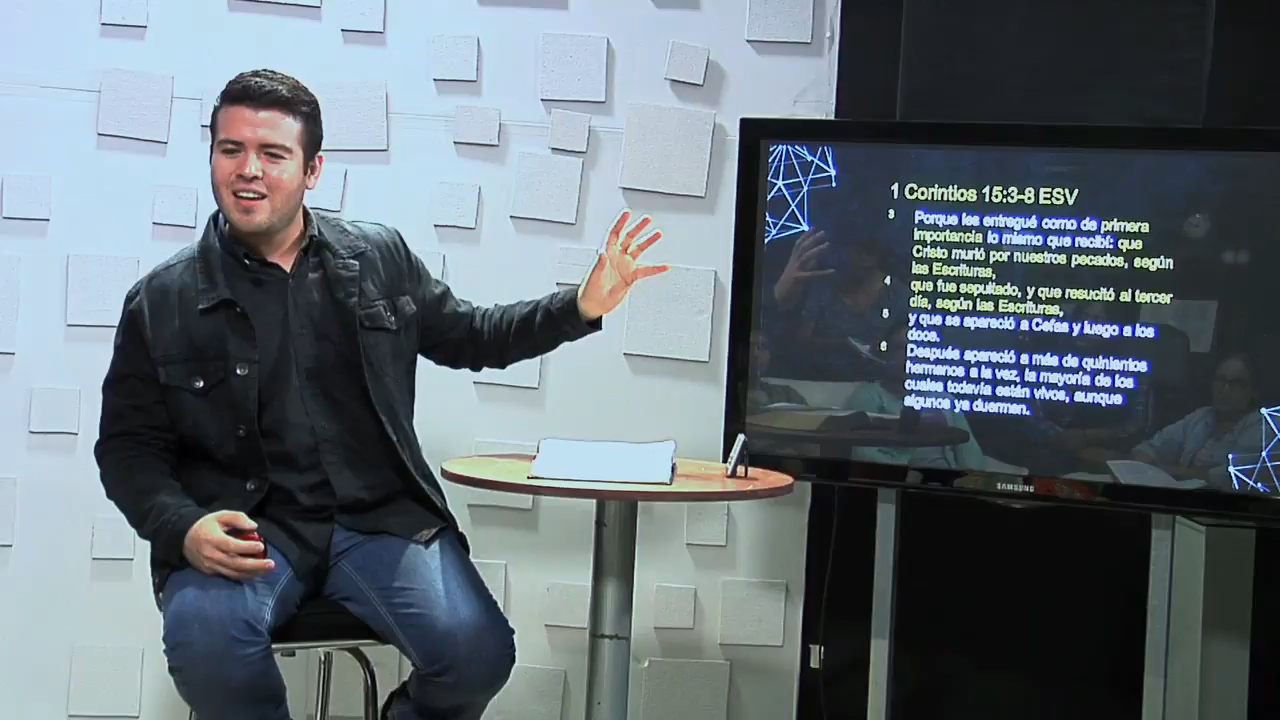 1 Corintios 15:3-8 ESV
3 Porque les entregué como de primera
importancia lo mismo que recibí: que
Cristo murió por nuestros pecados, según
las Escrituras,
4 que fue sepultado, y que resucitó al tercer
día, según las Escrituras,
5 y que se apareció a Cefas y luego a los
doce.
6 Después apareció a más de quinientos
hermanos a la vez, la mayoría de los
cuales todavía están vivos, aunque
algunos ya duermen.
SAMSUNG